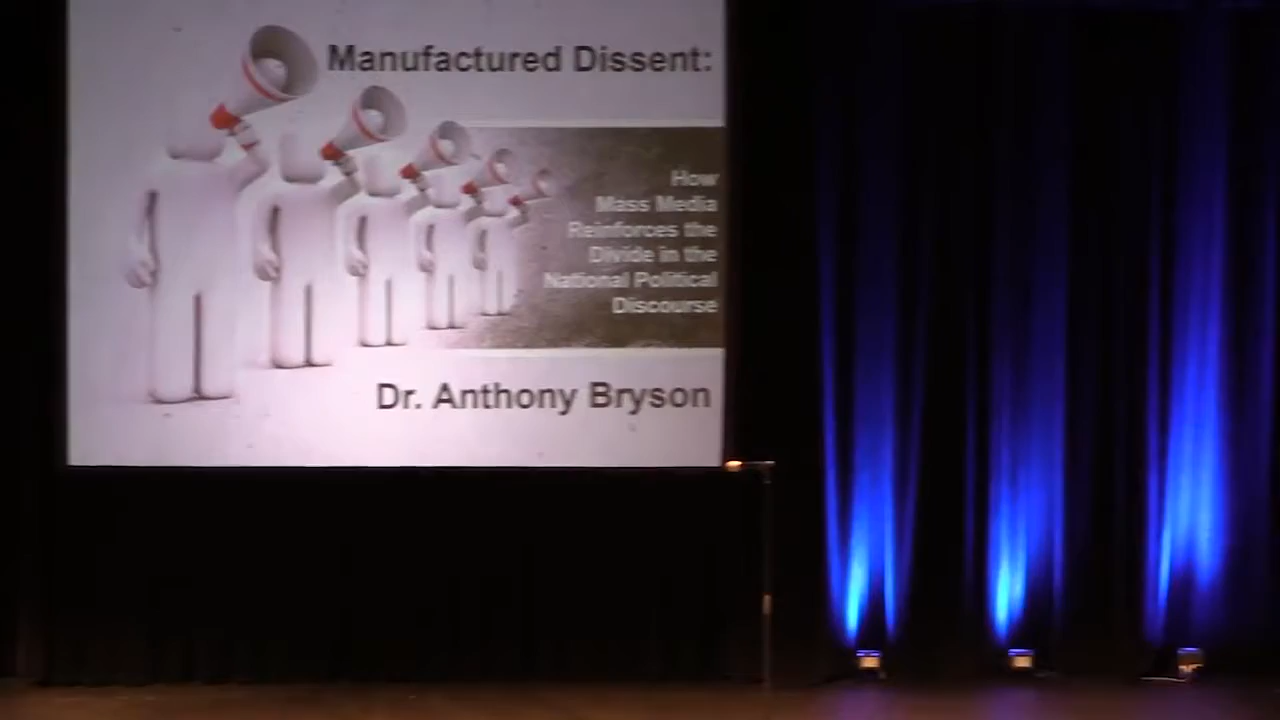 Manufactured Dissent:
How
Mass Media
Reinforces the
Divide in the
National Political
Discourse
Dr. Anthony Bryson